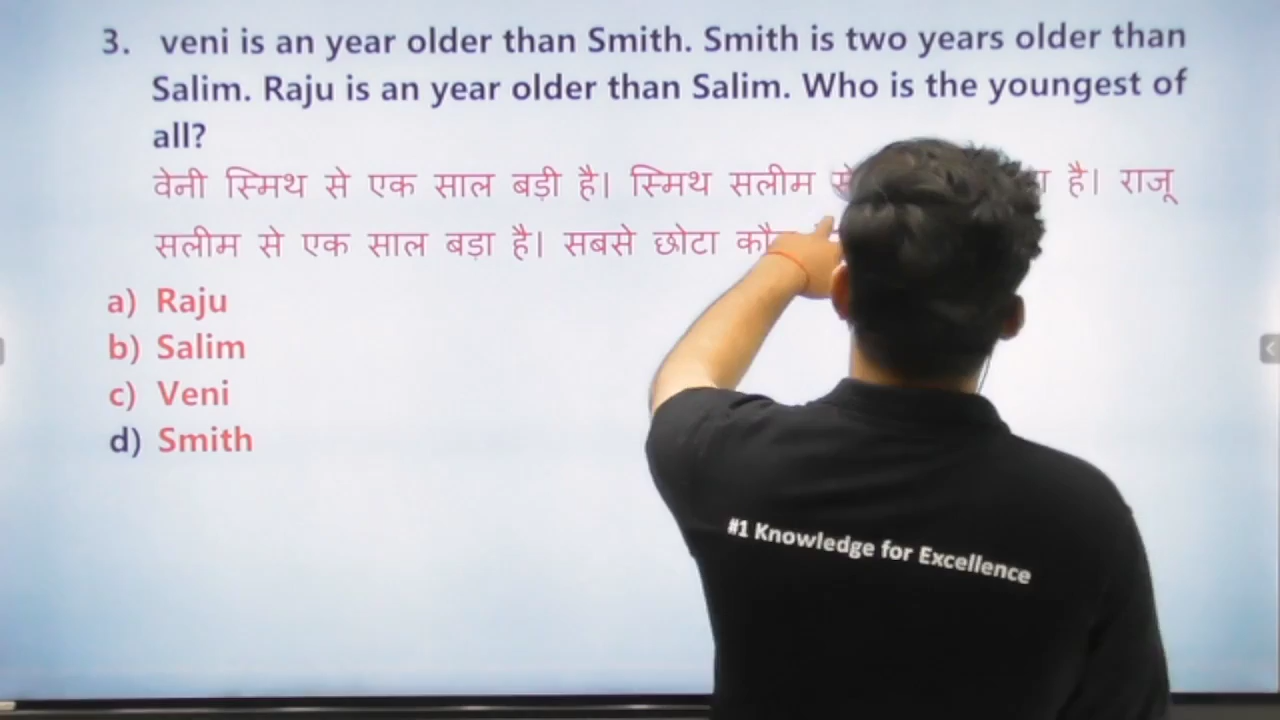 3. veni is an year older than Smith. Smith is two years older than
Salim. Raju is an year older than Salim. Who is the youngest of
all?
वेनी स्मिथ से एक साल बड़ी है। स्मिथ सलीम से है। राजू
सलीम से एक साल बड़ा है। सबसे छोटा
a) Raju
b) Salim
c) Veni
d) Smith
#1 Knowledge for Excellence